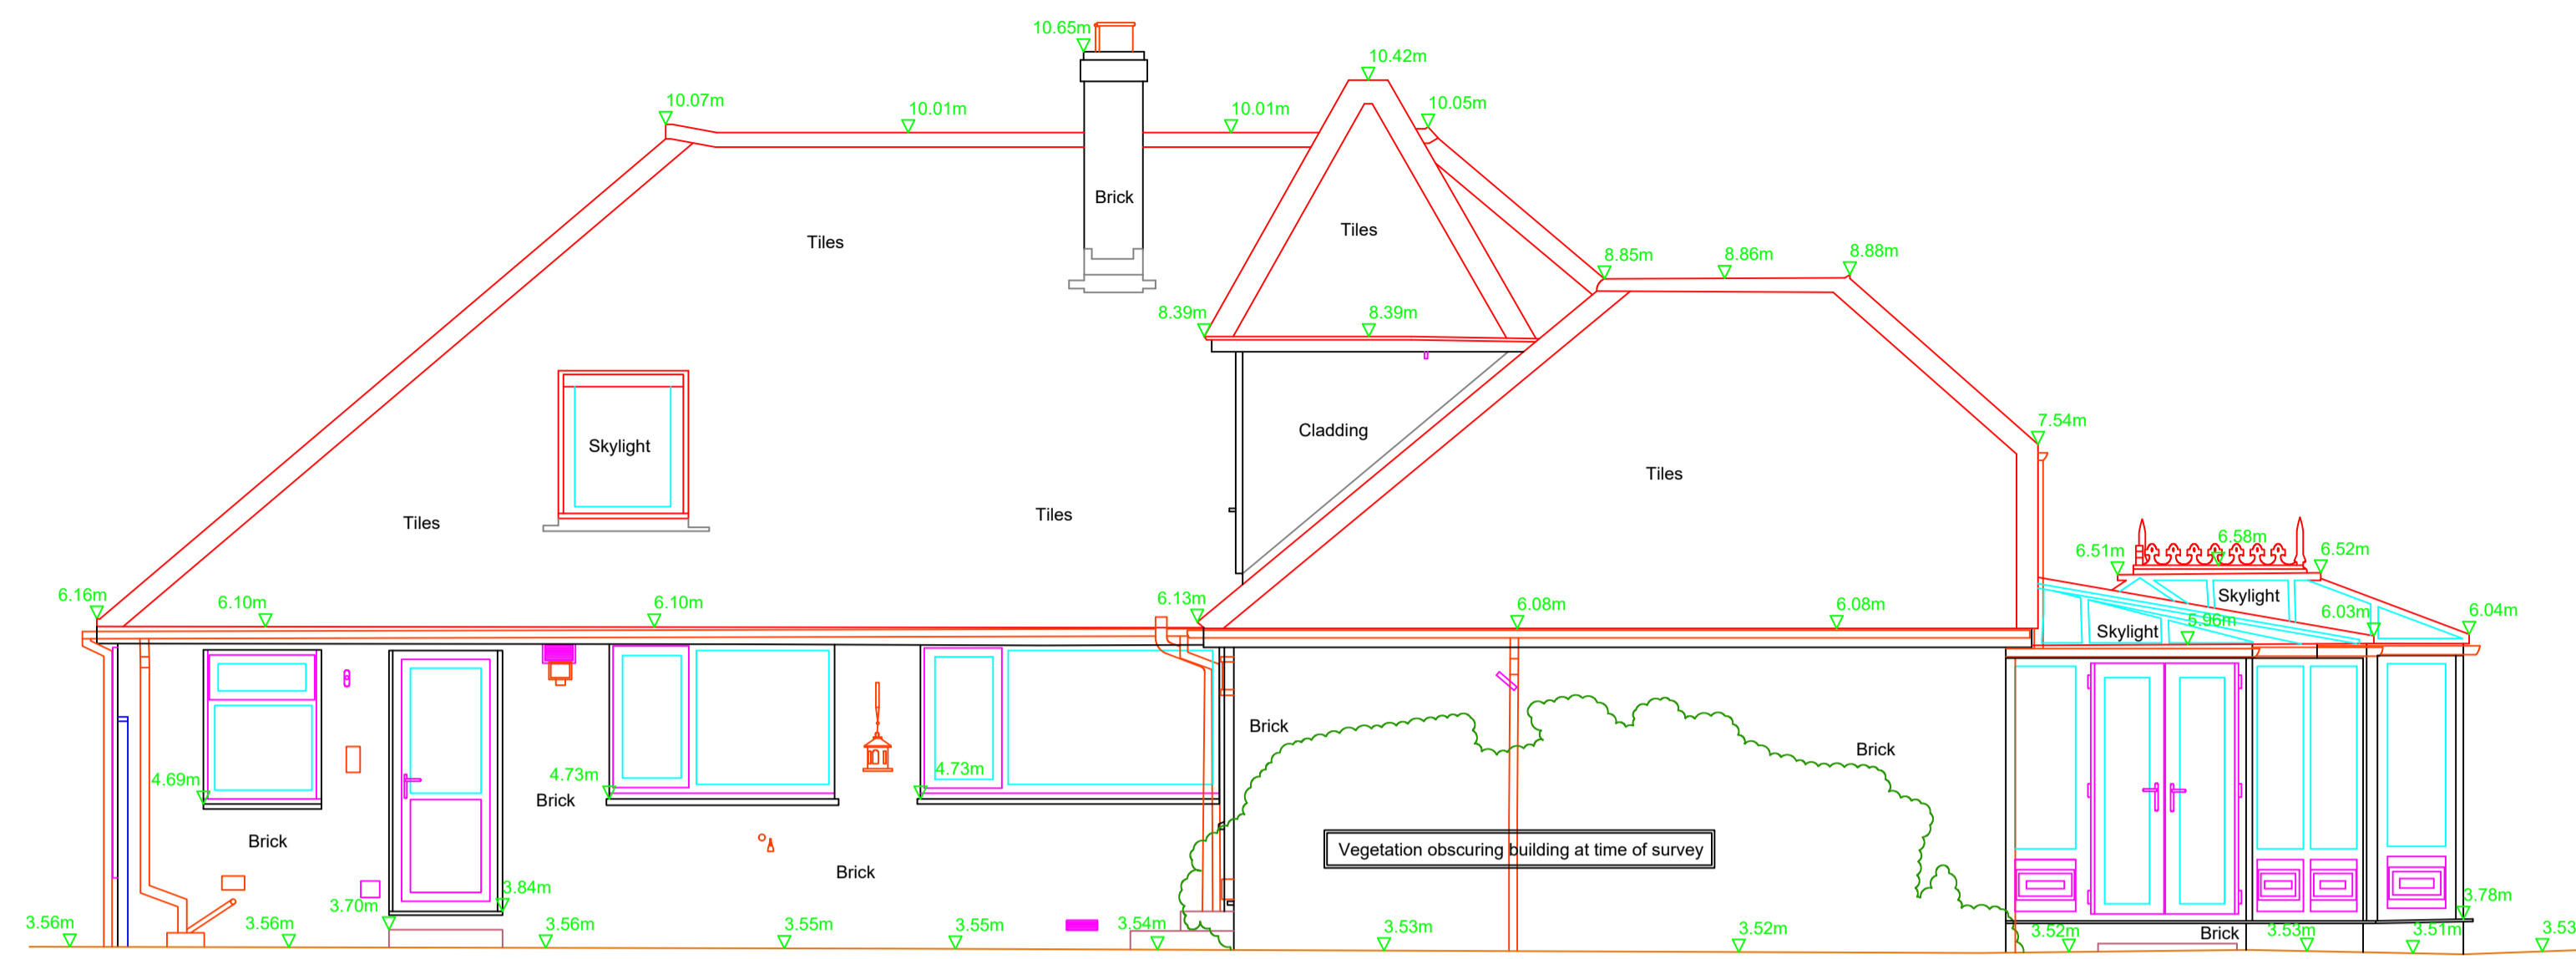 10.65m
10.42m
10.07m
10.01m
10.01m
10.05m
Brick
Tiles
Tiles
8.85m
8.86m
8.88m
8.39m
8.39m
Cladding
7.54m
Skylight
Tiles
Tiles
Tiles
6.51m
6.58m
6.52m
6.16m
6.10m
6.10m
6.13m
6.08m
6.08m
Skylight
6.03m
6.04m
Skylight
5.96m
Brick
Brick
4.69m
4.73m
4.73m
Brick
Brick
Vegetation obscuring building at time of survey
Brick
3.70m
3.84m
3.78m
3.56m
3.56m
3.56m
3.55m
3.55m
3.54m
3.53m
3.52m
3.52m
Brick
3.53m
3.51m
3.53